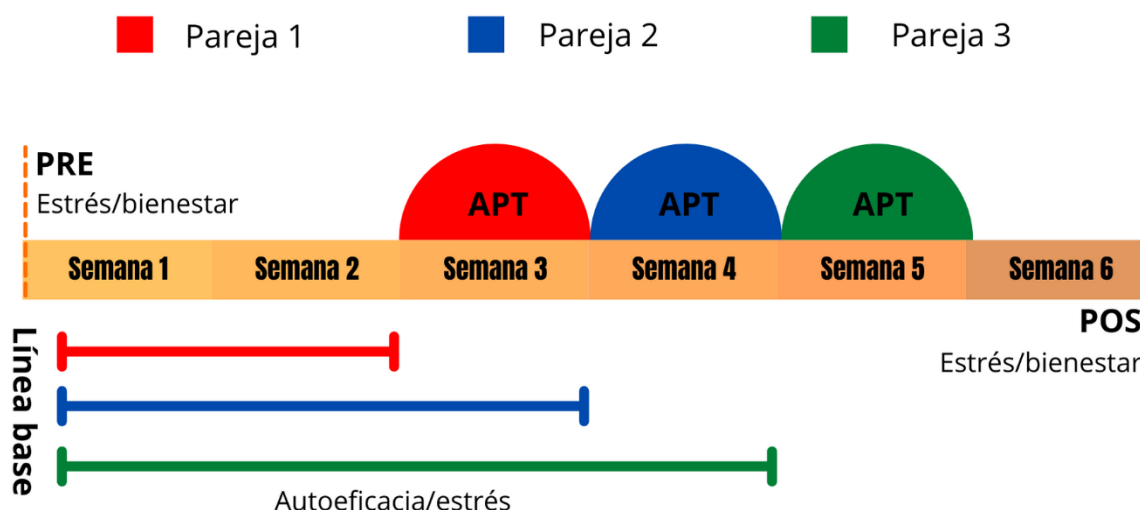 Pareja 1
Pareja 2
Pareja 3
PRE
Estrés/bienestar
APT
APT
APT
Semana 1
Semana 2
Semana 3
Semana 4
Semana 5
Semana 6
POS
Estrés/bienestar
Línea base
Autoeficacia/estrés